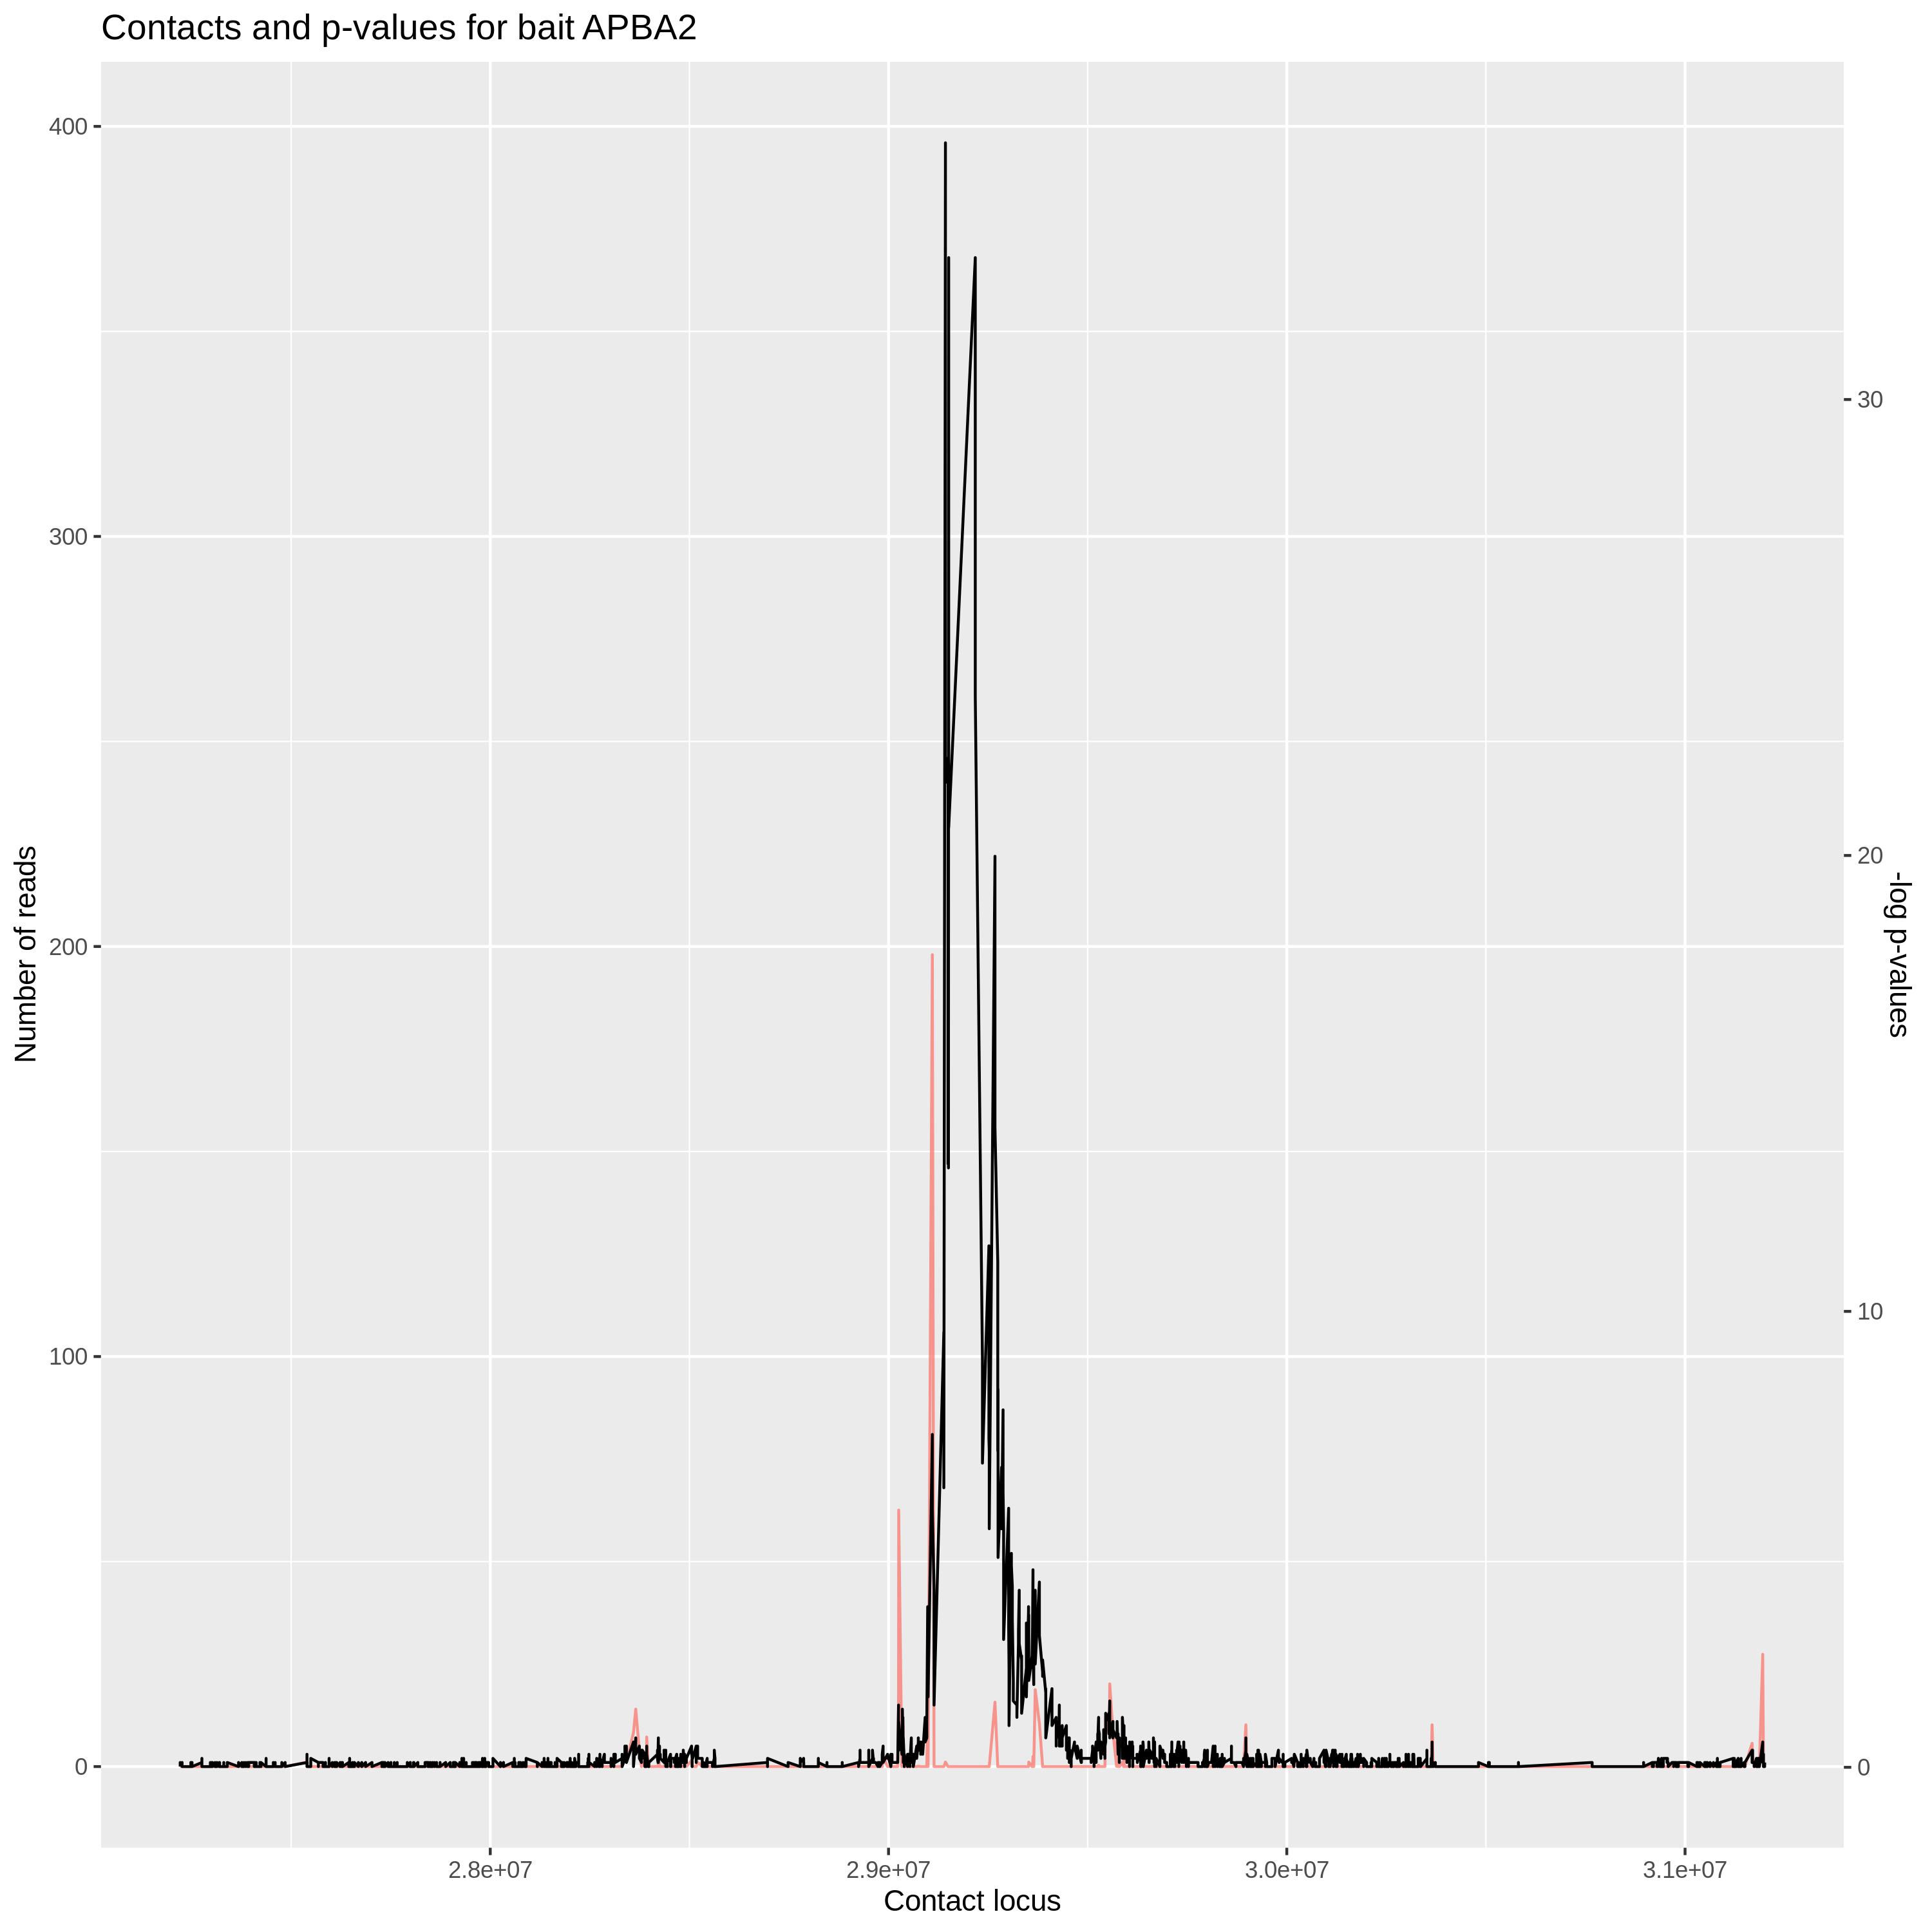 Contacts and p-values for bait APBA2
400
300
200
100
0
30
20
10
0
Number of reads
-log p-values
2.8e+07
2.9e+07
3.0e+07
3.1e+07
Contact locus